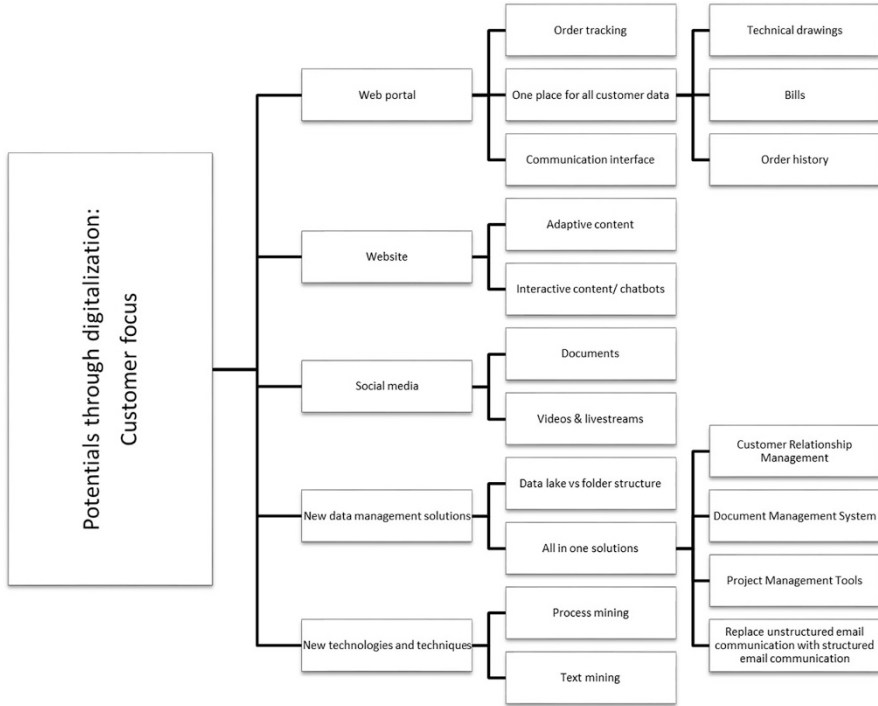 Potentials through digitalization:
Customer focus
Web portal
Order tracking
One place for all customer data
Technical drawings
Bills
Order history
Communication interface
Website
Adaptive content
Interactive content/ chatbots
Social media
Documents
Videos & livestreams
New data management solutions
Data lake vs folder structure
All in one solutions
Customer Relationship
Management
Document Management System
Project Management Tools
Replace unstructured email
communication with structured
email communication
New technologies and techniques
Process mining
Text mining